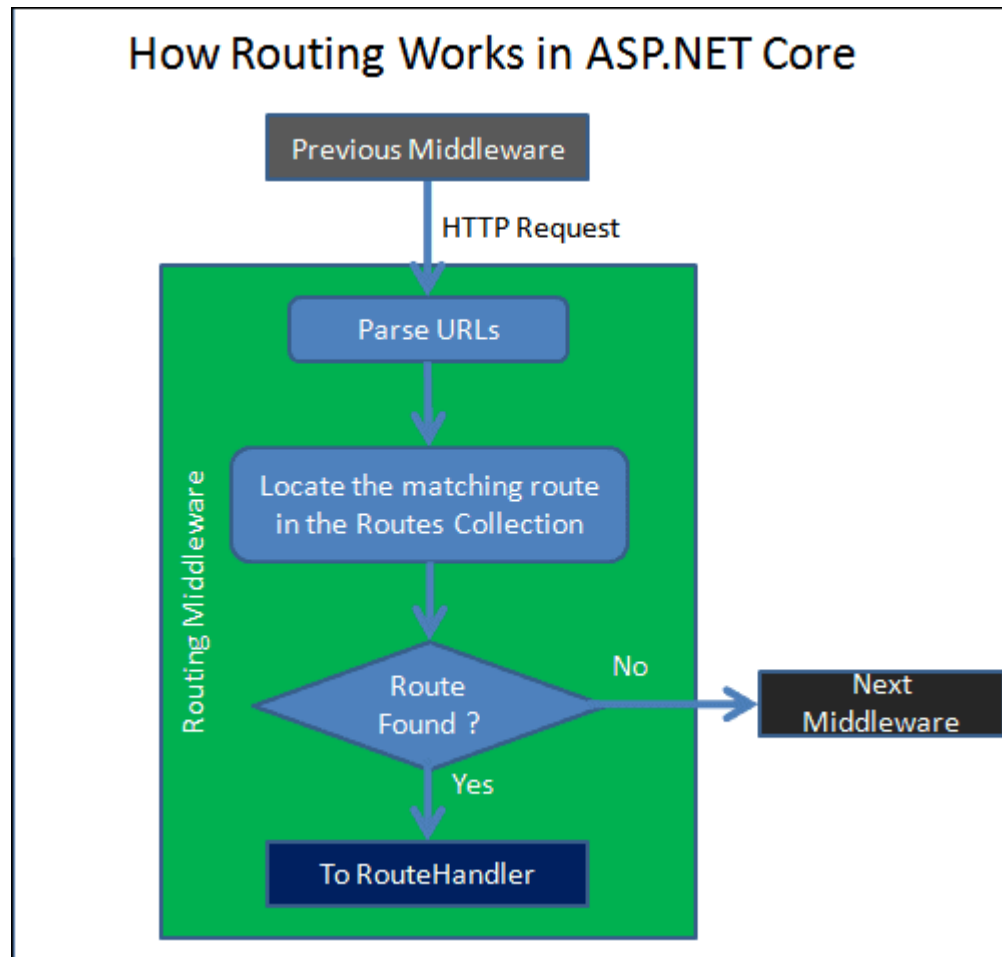 How Routing Works in ASP.NET Core
Previous Middleware
HTTP Request
Parse URLs
Locate the matching route
in the Routes Collection
Routing Middleware
Route
Found ?
No
Next
Middleware
Yes
To RouteHandler